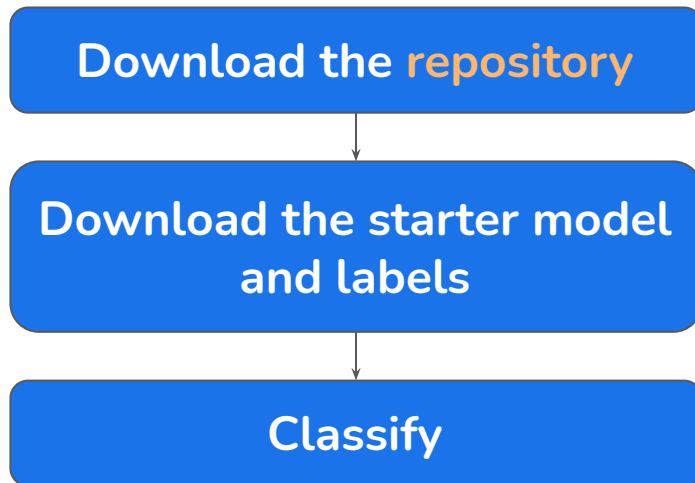 Download the repository
Download the starter model
and labels
Classify